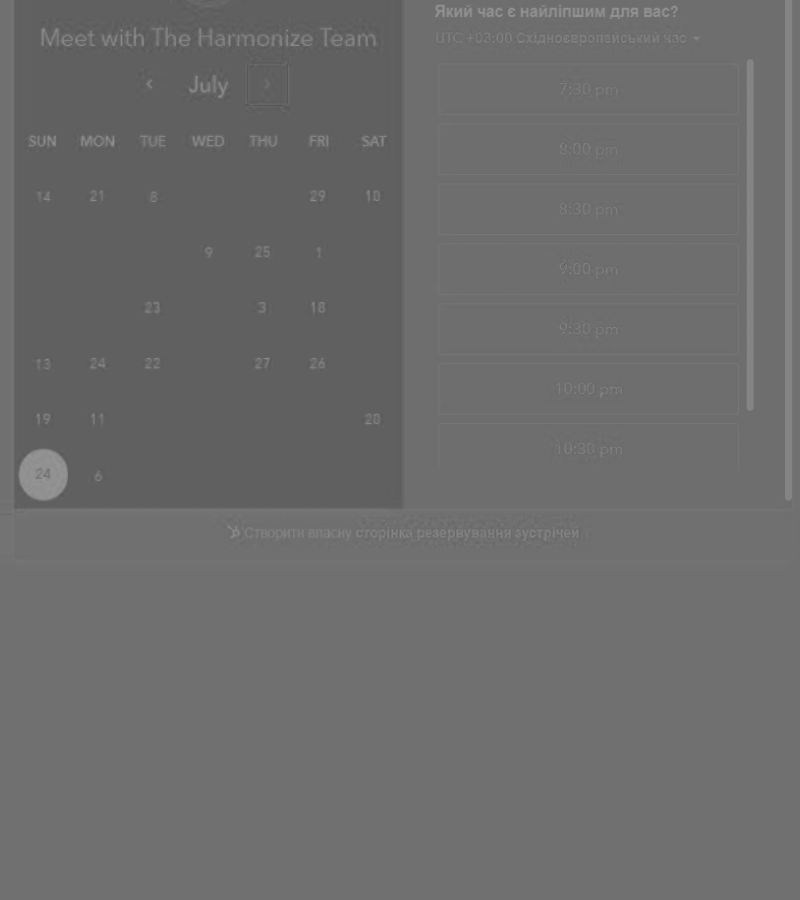 Meet with The Harmonize Team
July
SUN MON TUE WED THU FRI SAT
14 21 8 29 10
9 25 1
23 3 18
13 24 22 27 26
19 11 28
24 6
Який час є найліпшим для вас?
UTC +03:00 Східноєвропейський час
7:30 pm
8:00 pm
8:30 pm
9:00 pm
9:30 pm
10:00 pm
10:30 pm
Створити власну сторінка резервування зустрічей